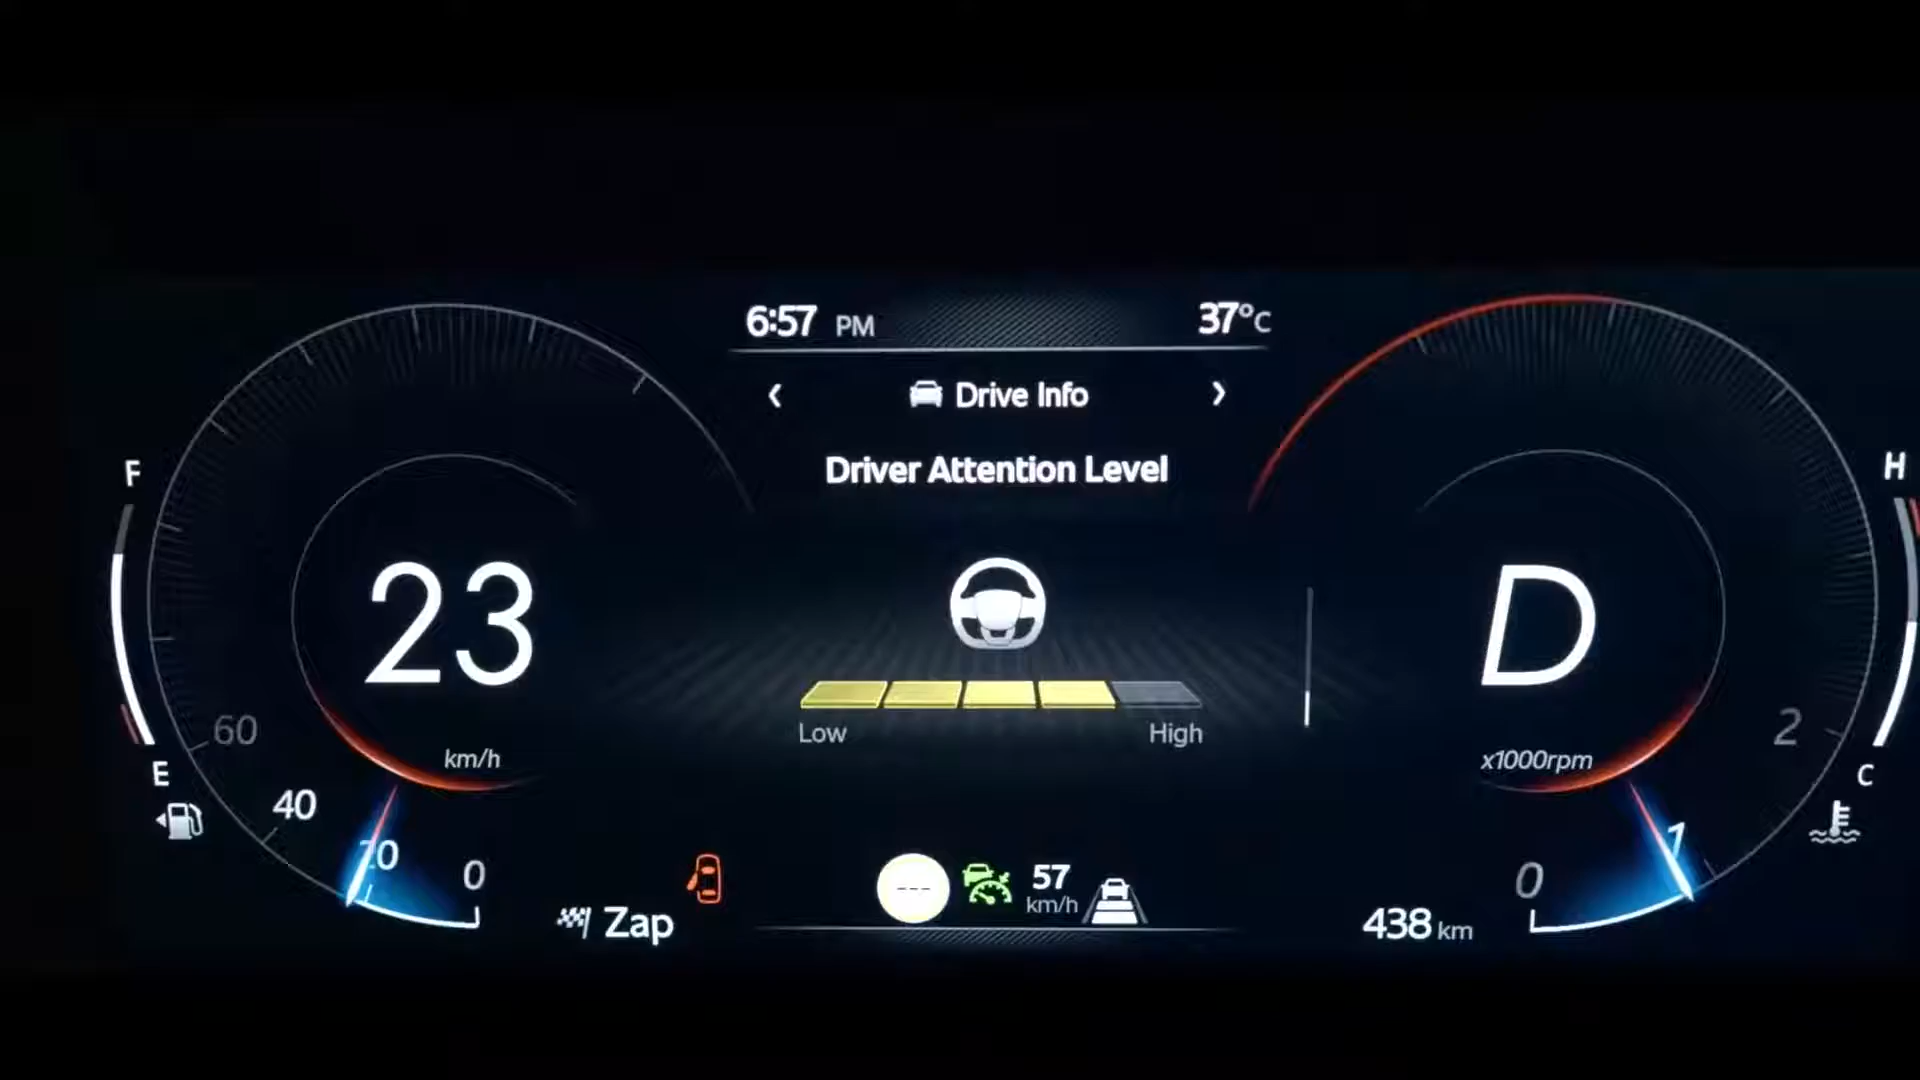 6:57 PM
37°C
‹ Drive Info ›
Driver Attention Level
F
H
23
D
Low
High
km/h
x1000rpm
60
40
20
0
E
2
1
0
C
---
57
km/h
Zap
438 km